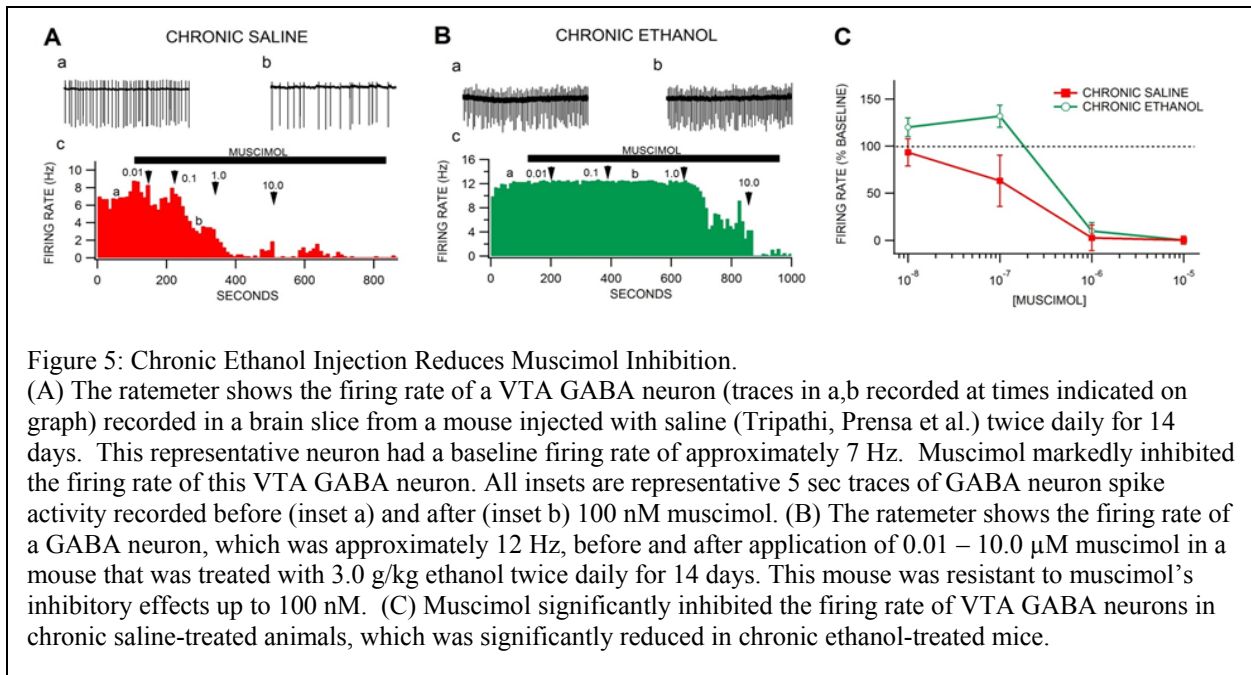 A
CHRONIC SALINE
a
b
c
MUSCIMOL
10
8
6
4
2
0
FIRING RATE (Hz)
0.01
0.1
1.0
10.0
a
b
0
200
400
600
800
SECONDS
B
CHRONIC ETHANOL
a
b
c
MUSCIMOL
16
12
8
4
0
FIRING RATE (Hz)
0.01
0.1
1.0
10.0
a
b
0
200
400
600
800
1000
SECONDS
C
CHRONIC SALINE
CHRONIC ETHANOL
150
100
50
0
FIRING RATE (% BASELINE)
10⁻⁸
10⁻⁷
10⁻⁶
10⁻⁵
[MUSCIMOL]
Figure 5: Chronic Ethanol Injection Reduces Muscimol Inhibition.
(A) The ratemeter shows the firing rate of a VTA GABA neuron (traces in a,b recorded at times indicated on
graph) recorded in a brain slice from a mouse injected with saline (Tripathi, Prensa et al.) twice daily for 14
days. This representative neuron had a baseline firing rate of approximately 7 Hz. Muscimol markedly inhibited
the firing rate of this VTA GABA neuron. All insets are representative 5 sec traces of GABA neuron spike
activity recorded before (inset a) and after (inset b) 100 nM muscimol. (B) The ratemeter shows the firing rate of
a GABA neuron, which was approximately 12 Hz, before and after application of 0.01 – 10.0 µM muscimol in a
mouse that was treated with 3.0 g/kg ethanol twice daily for 14 days. This mouse was resistant to muscimol’s
inhibitory effects up to 100 nM. (C) Muscimol significantly inhibited the firing rate of VTA GABA neurons in
chronic saline-treated animals, which was significantly reduced in chronic ethanol-treated mice.